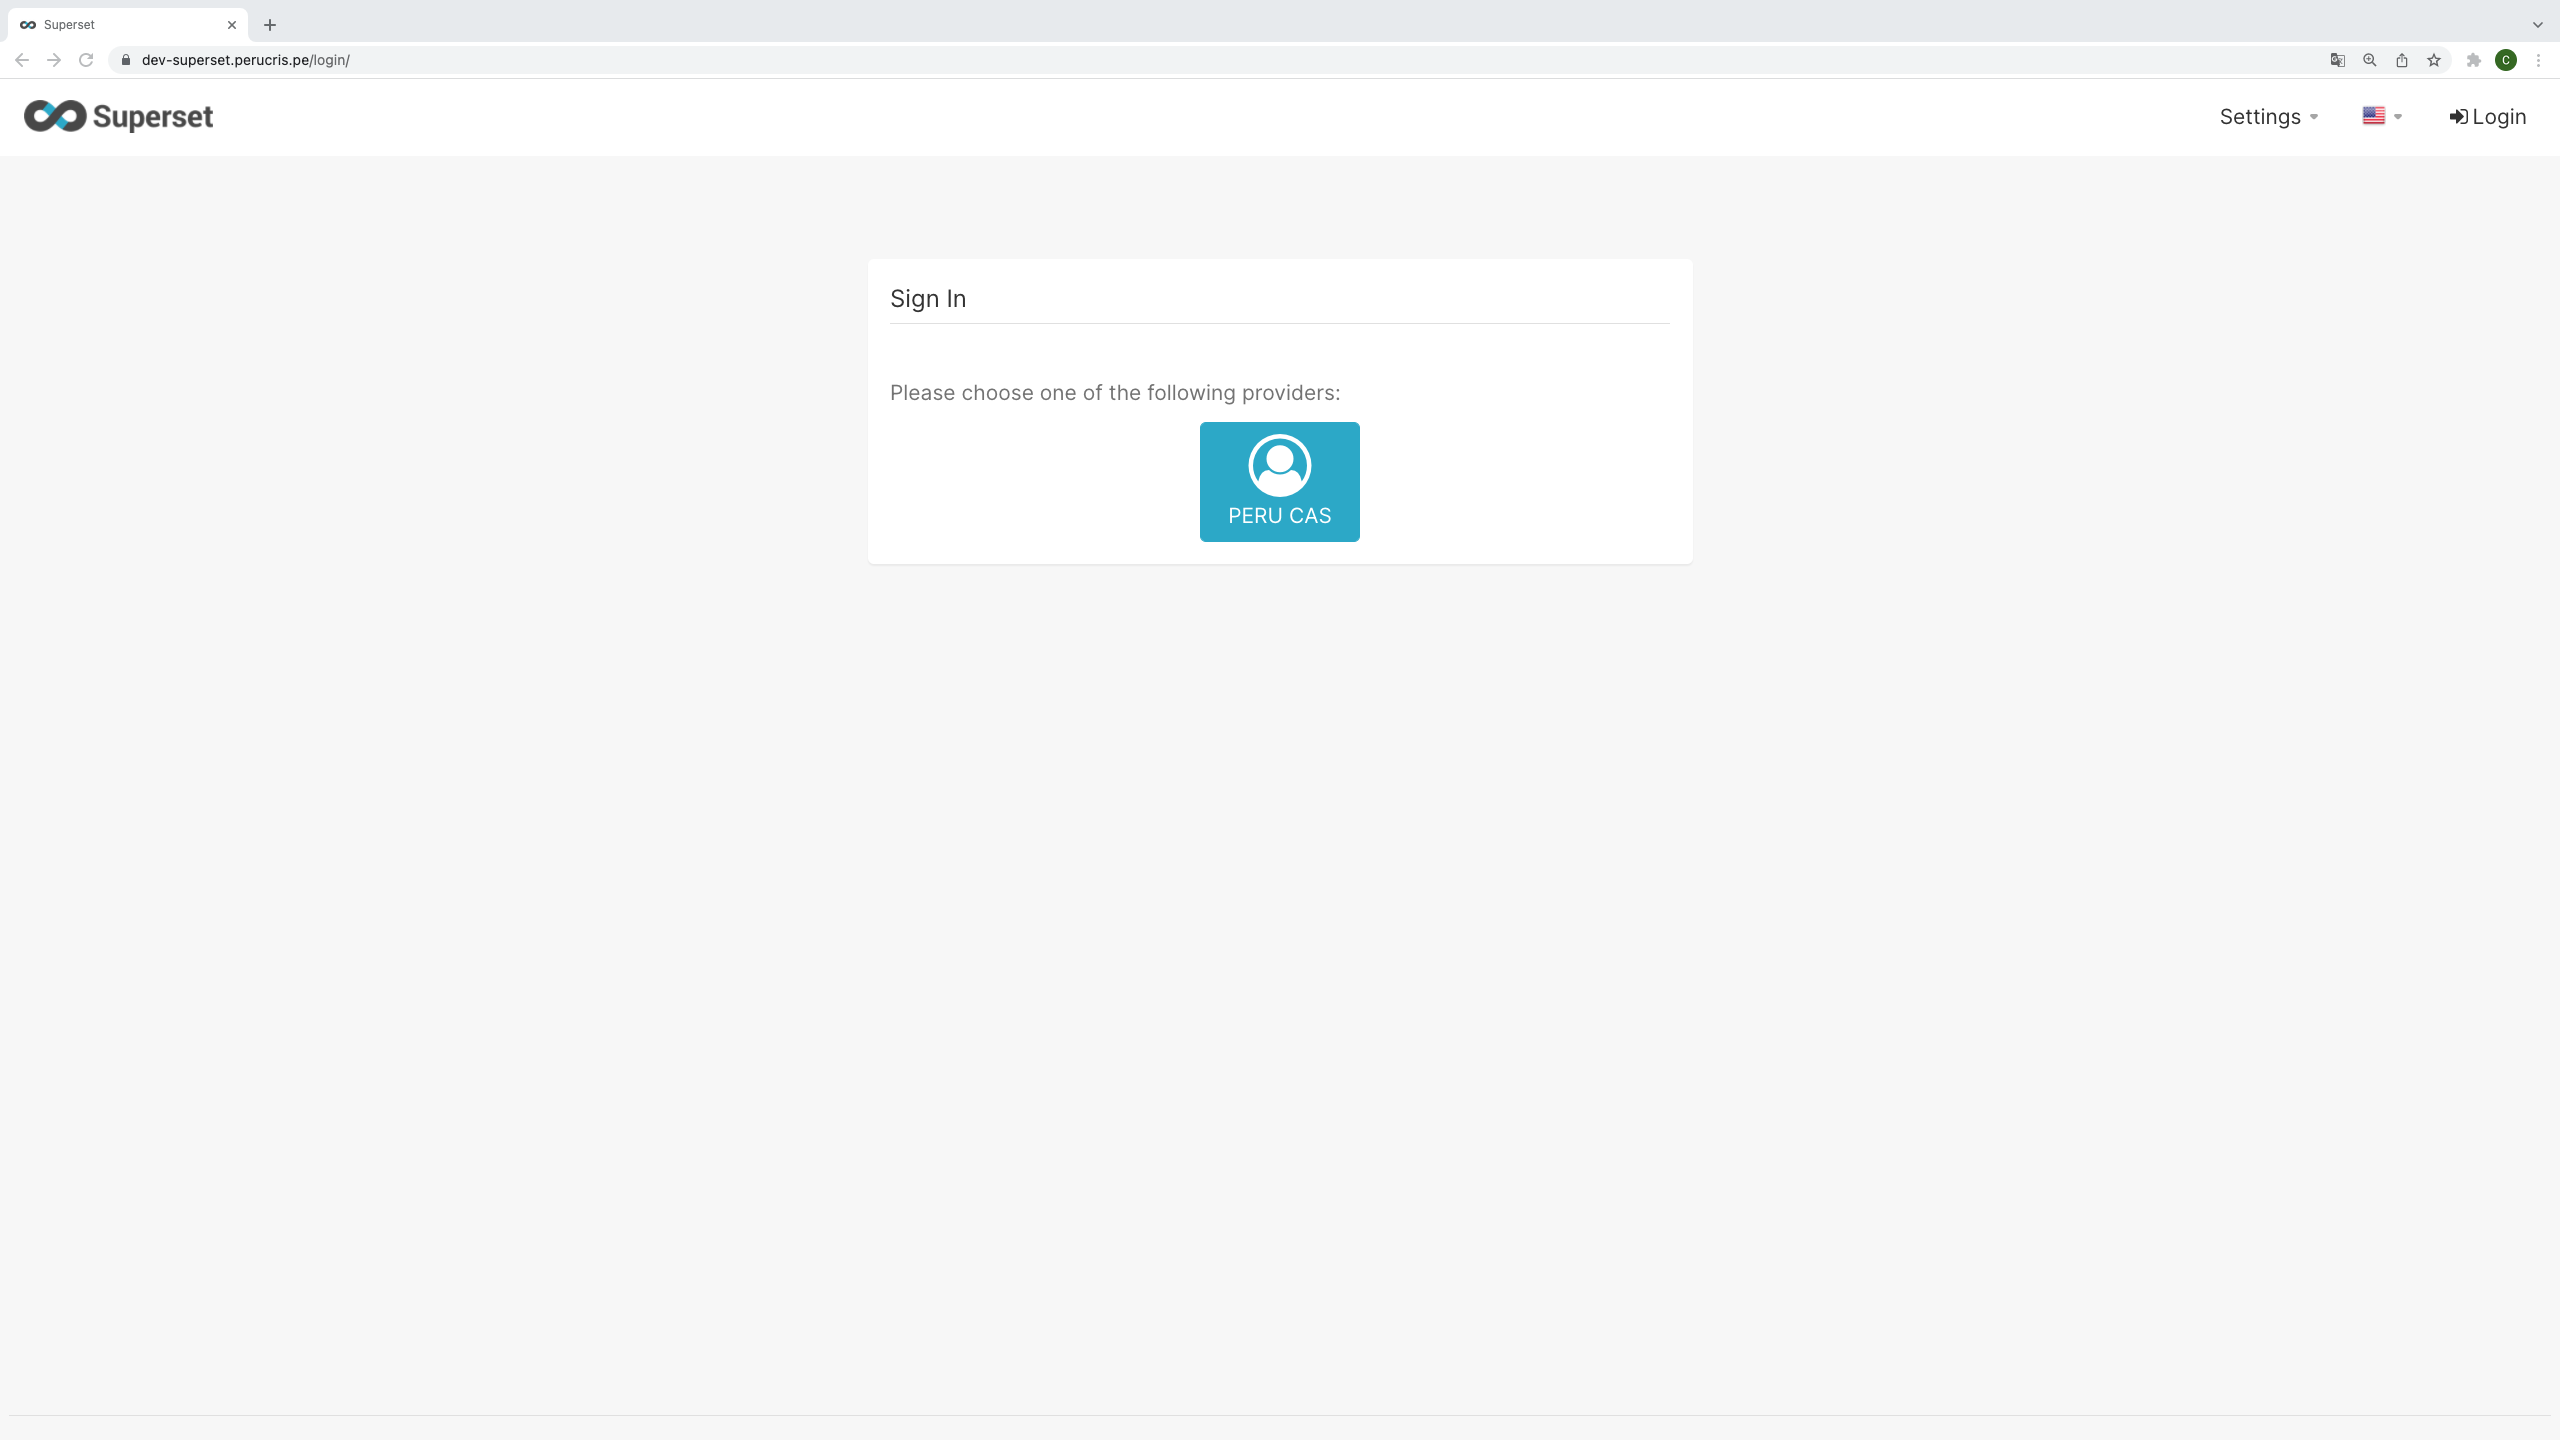 Superset
dev-superset.perucris.pe/login/
C
Superset
Settings
Login
Sign In
Please choose one of the following providers:
PERU CAS